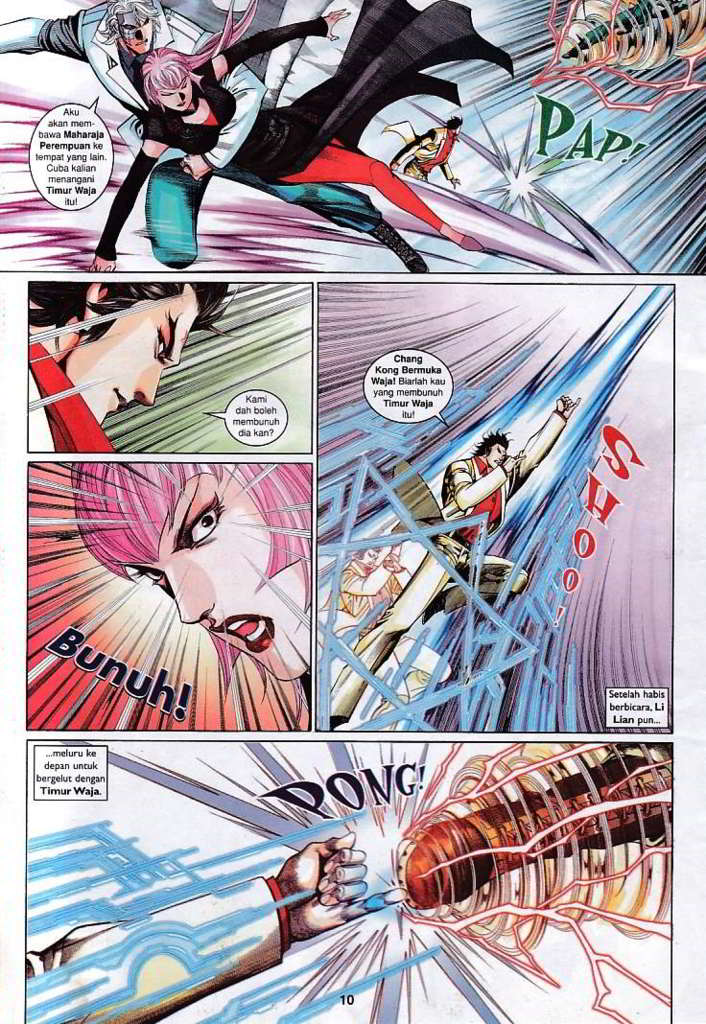 Aku
akan mem-
bawa Maharaja
Perempuan ke
tempat yang lain.
Cuba kalian
menangani
Timur Waja
itu!
PAP!
Kami
dah boleh
membunuh
dia kan?
Chang
Kong Bermuka
Waja! Biarlah kau
yang membunuh
Timur Waja
itu!
SHOO!
Bunuh!
Setelah habis
berbicara, Li
Lian pun...
...meluru ke
depan untuk
bergelut dengan
Timur Waja.
PONG!
10